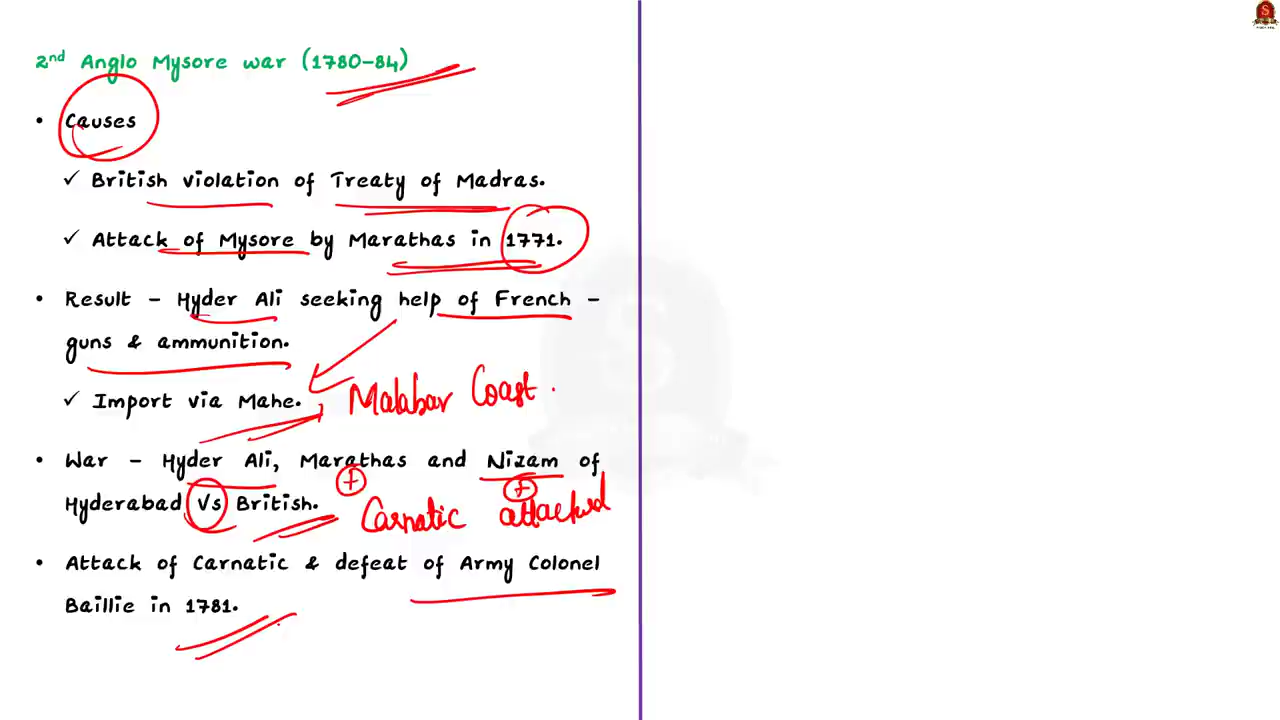 2nd Anglo Mysore war (1780-84)
• Causes
✓ British violation of Treaty of Madras.
✓ Attack of Mysore by Marathas in 1771.
• Result - Hyder Ali seeking help of French -
guns & ammunition.
✓ Import via Mahe. Malabar Coast.
• War - Hyder Ali, Marathas and Nizam of
Hyderabad Vs British. Carnatic attacked
• Attack of Carnatic & defeat of Army Colonel
Baillie in 1781.